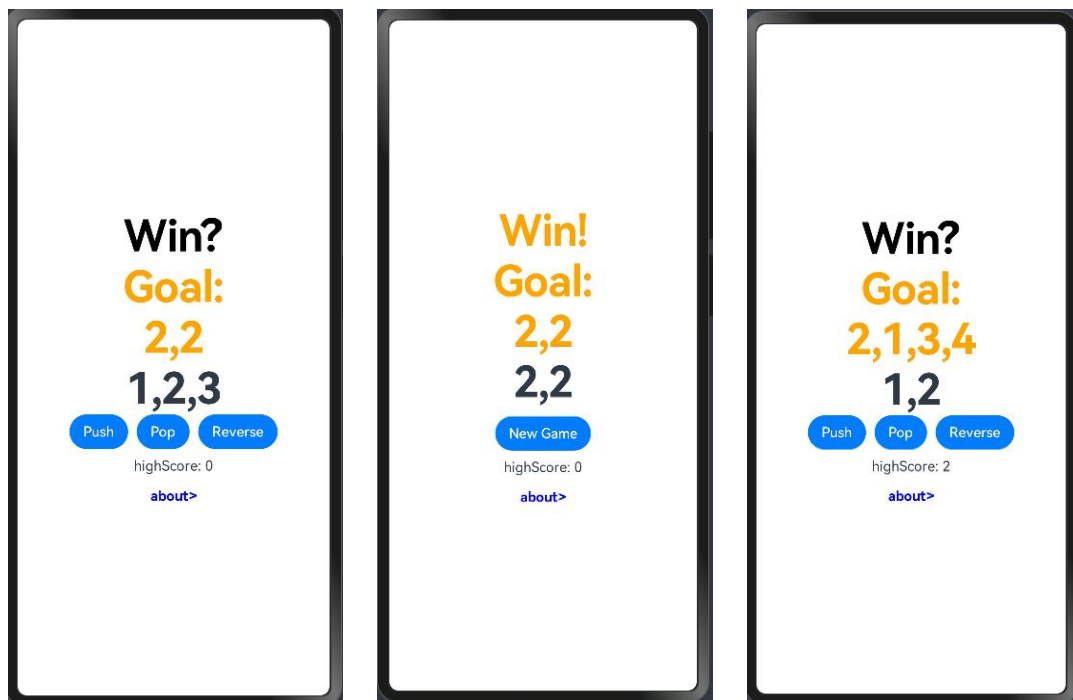 Win?
Goal:
2,2
1,2,3
Push Pop Reverse
highScore: 0
about>
Win!
Goal:
2,2
2,2
New Game
highScore: 0
about>
Win?
Goal:
2,1,3,4
1,2
Push Pop Reverse
highScore: 2
about>